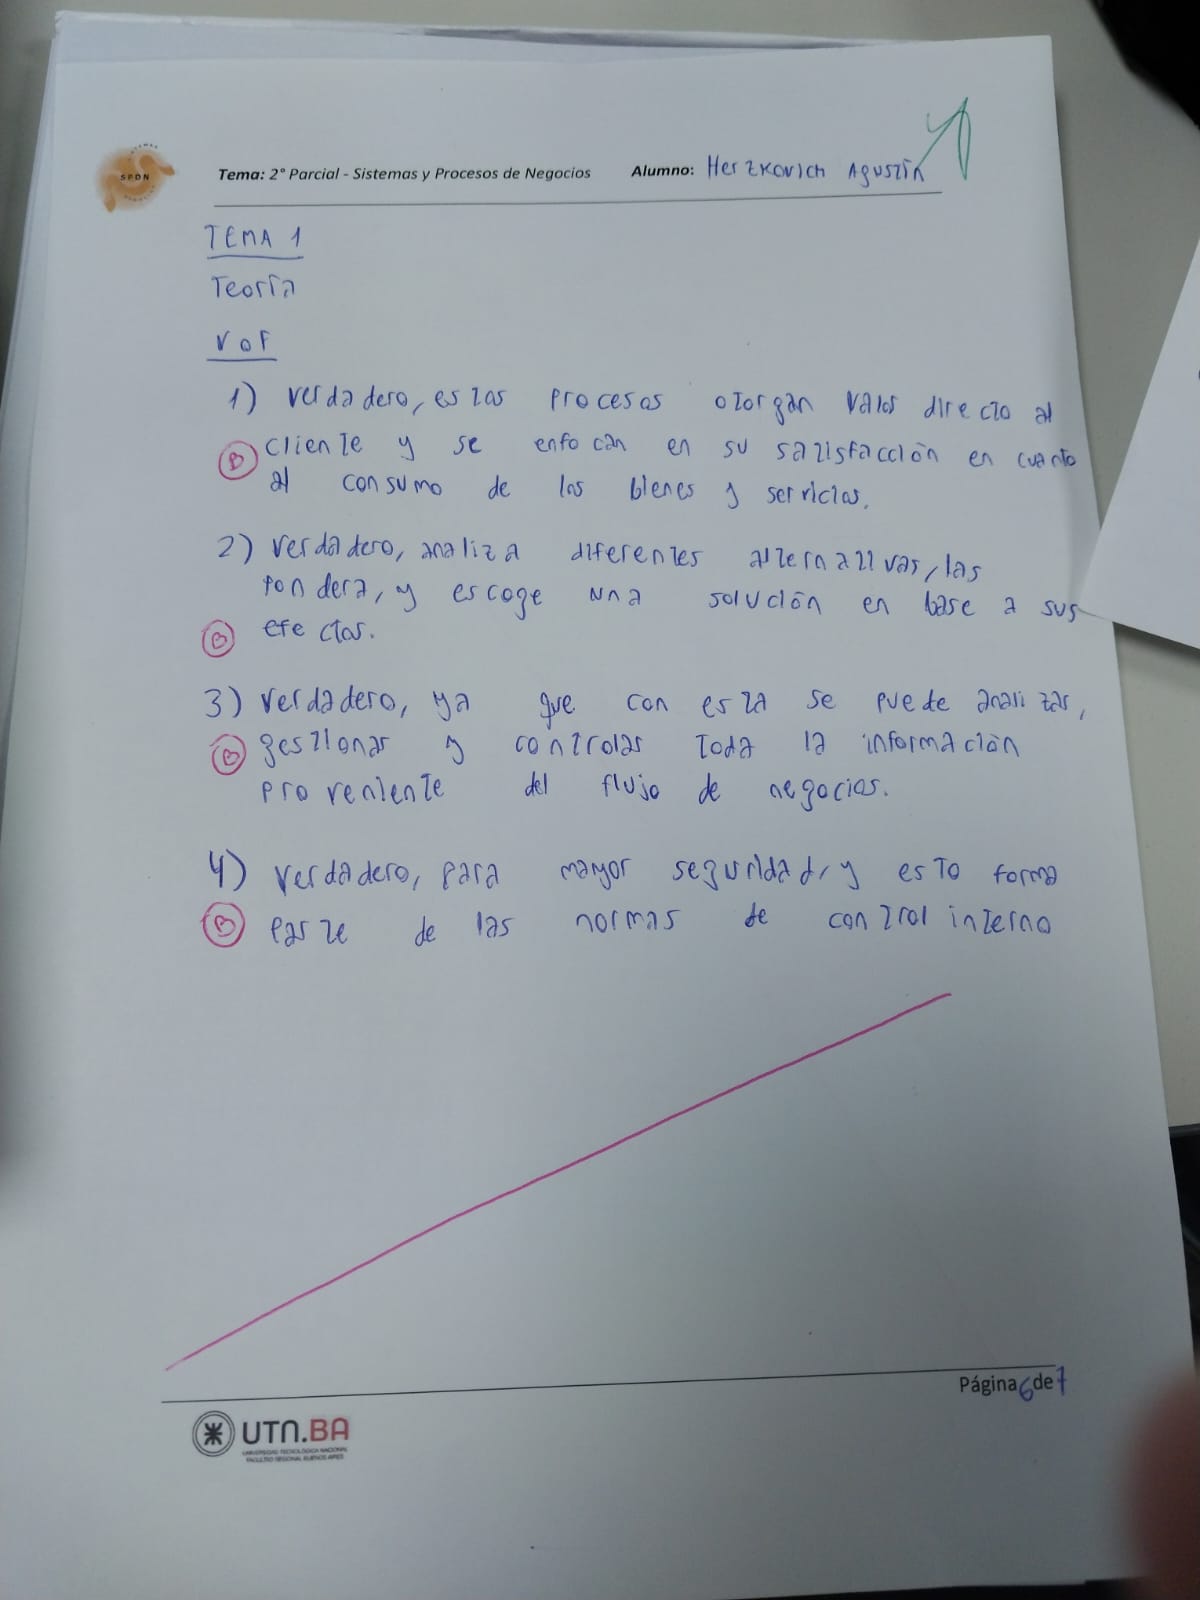 SPDN
Tema: 2° Parcial - Sistemas y Procesos de Negocios Alumno: Herzkovich Agustín
TEMA 1
Teoría
V o F
1) Verdadero, estos procesos otorgan valor directo al
B cliente y se enfocan en su satisfacción en cuanto
al consumo de los bienes y servicios.
2) Verdadero, analiza diferentes alternativas, las
pondera, y escoge una solución en base a sus
B efectos.
3) Verdadero, ya que con esta se puede analizar,
B gestionar y controlar toda la información
proveniente del flujo de negocios.
4) Verdadero, para mayor seguridad, y esto forma
B parte de las normas de control interno
Página 6 de 7
UTN.BA
UNIVERSIDAD TECNOLÓGICA NACIONAL
FACULTAD REGIONAL BUENOS AIRES